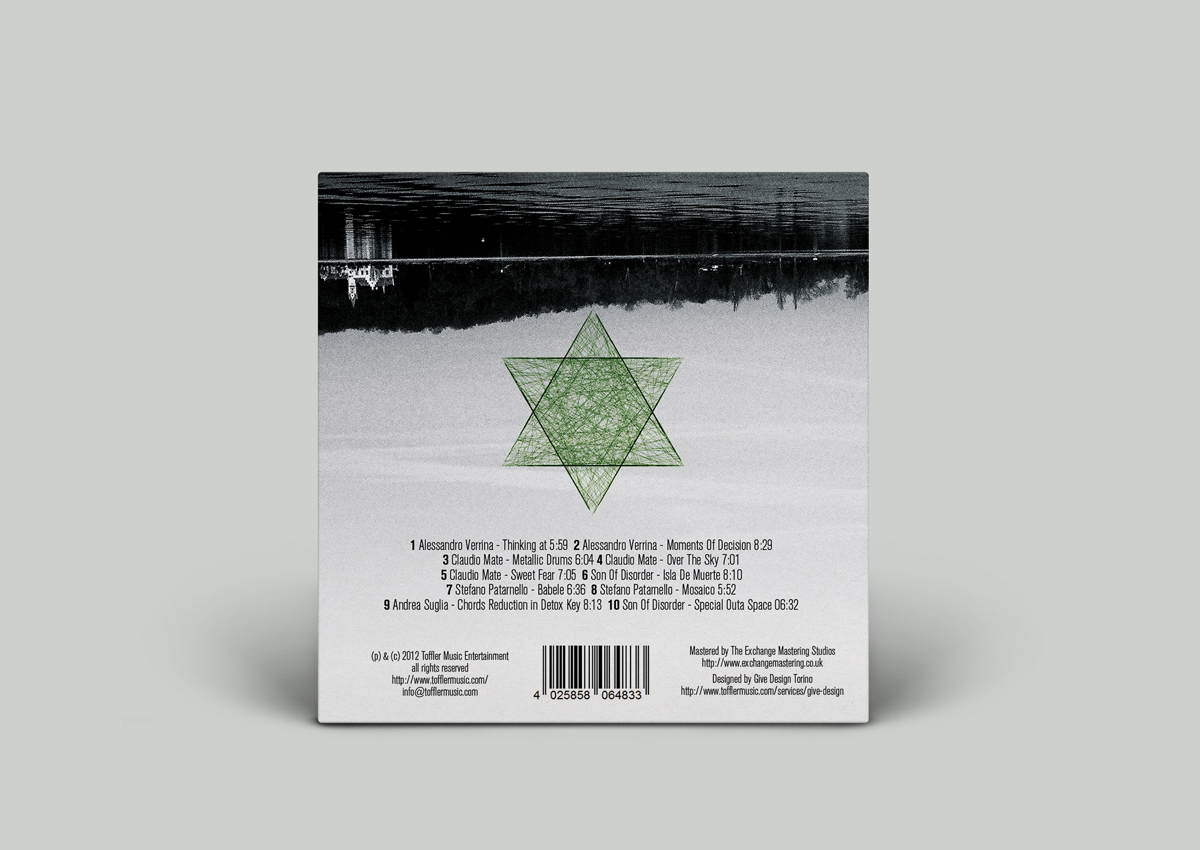 1 Alessandro Verrina - Thinking at 5:59 2 Alessandro Verrina - Moments Of Decision 8:29
3 Claudio Mate - Metallic Drums 6:04 4 Claudio Mate - Over The Sky 7:01
5 Claudio Mate - Sweet Fear 7:05 6 Son Of Disorder - Isla De Muerte 8:10
7 Stefano Patarnello - Babele 6:36 8 Stefano Patarnello - Mosaico 5:52
9 Andrea Suglia - Chords Reduction in Detox Key 8:13 10 Son Of Disorder - Special Outa Space 06:32
(p) & (c) 2012 Toffler Music Entertainment
all rights reserved
http://www.tofflermusic.com/
info@tofflermusic.com
4 025858 064833
Mastered by The Exchange Mastering Studios
http://www.exchangemastering.co.uk
Designed by Give Design Torino
http://www.tofflermusic.com/services/give-design